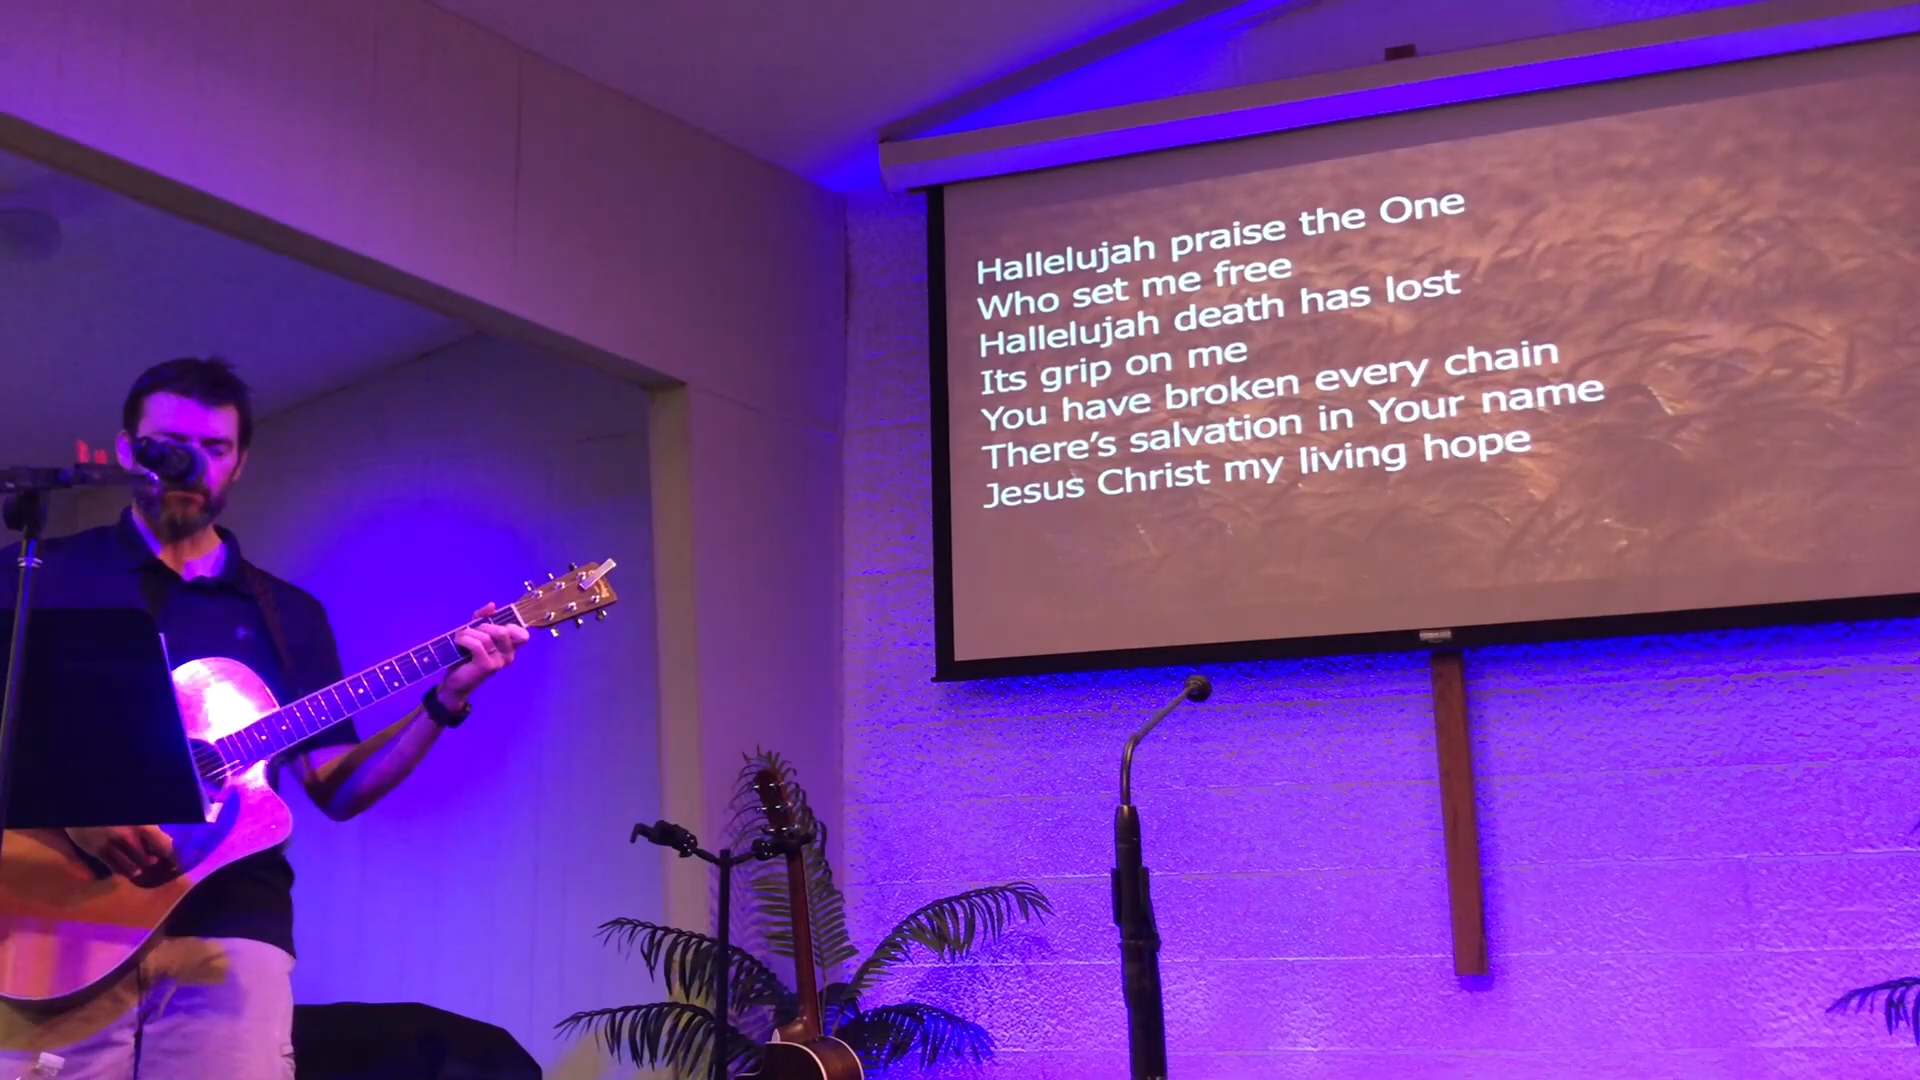 Hallelujah praise the One
Who set me free
Hallelujah death has lost
Its grip on me
You have broken every chain
There's salvation in Your name
Jesus Christ my living hope